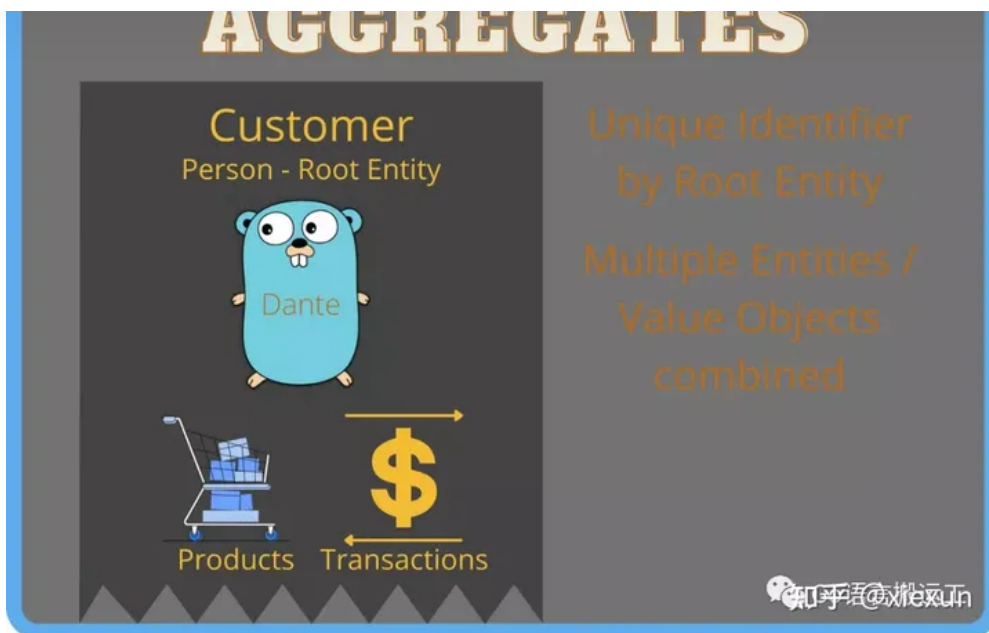 AGGREGATES
Customer
Person - Root Entity
Dante
Products
Transactions
Unique Identifier
by Root Entity
Multiple Entities /
Value Objects
combined
知乎 @xiexun